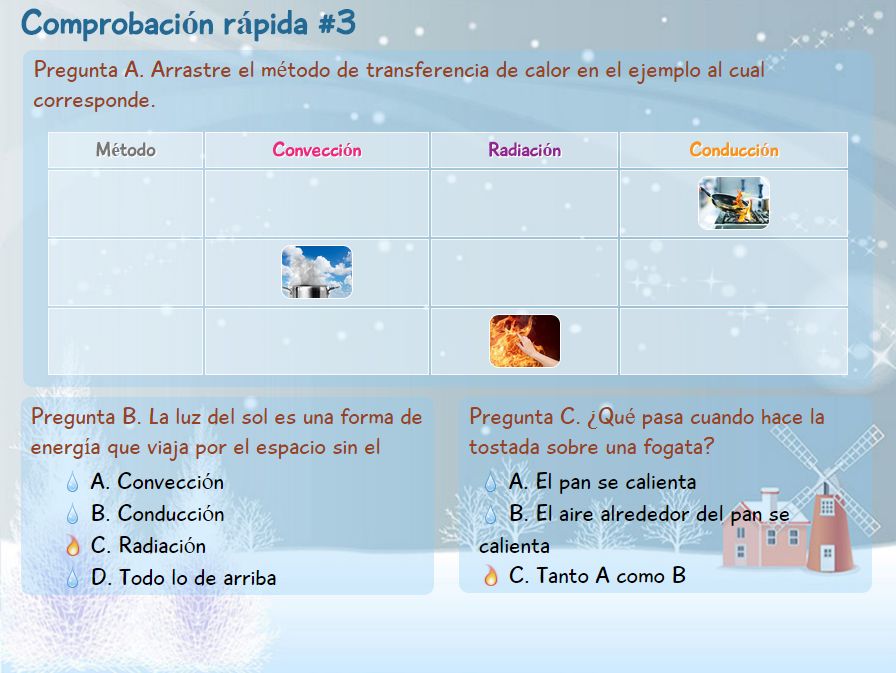 Comprobación rápida #3
Pregunta A. Arrastre el método de transferencia de calor en el ejemplo al cual
corresponde.
Método Convección Radiación Conducción
Pregunta B. La luz del sol es una forma de
energía que viaja por el espacio sin el
A. Convección
B. Conducción
C. Radiación
D. Todo lo de arriba
Pregunta C. ¿Qué pasa cuando hace la
tostada sobre una fogata?
A. El pan se calienta
B. El aire alrededor del pan se
calienta
C. Tanto A como B